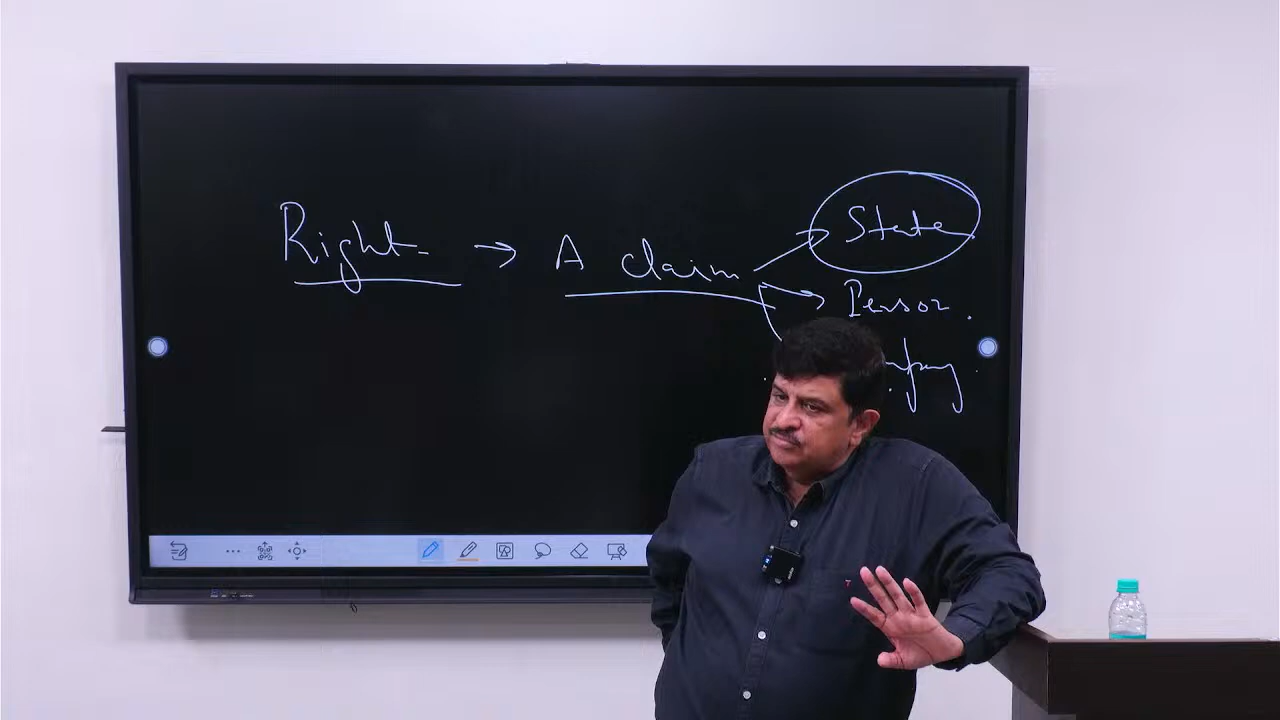 Right → A claim → State
→ Person.